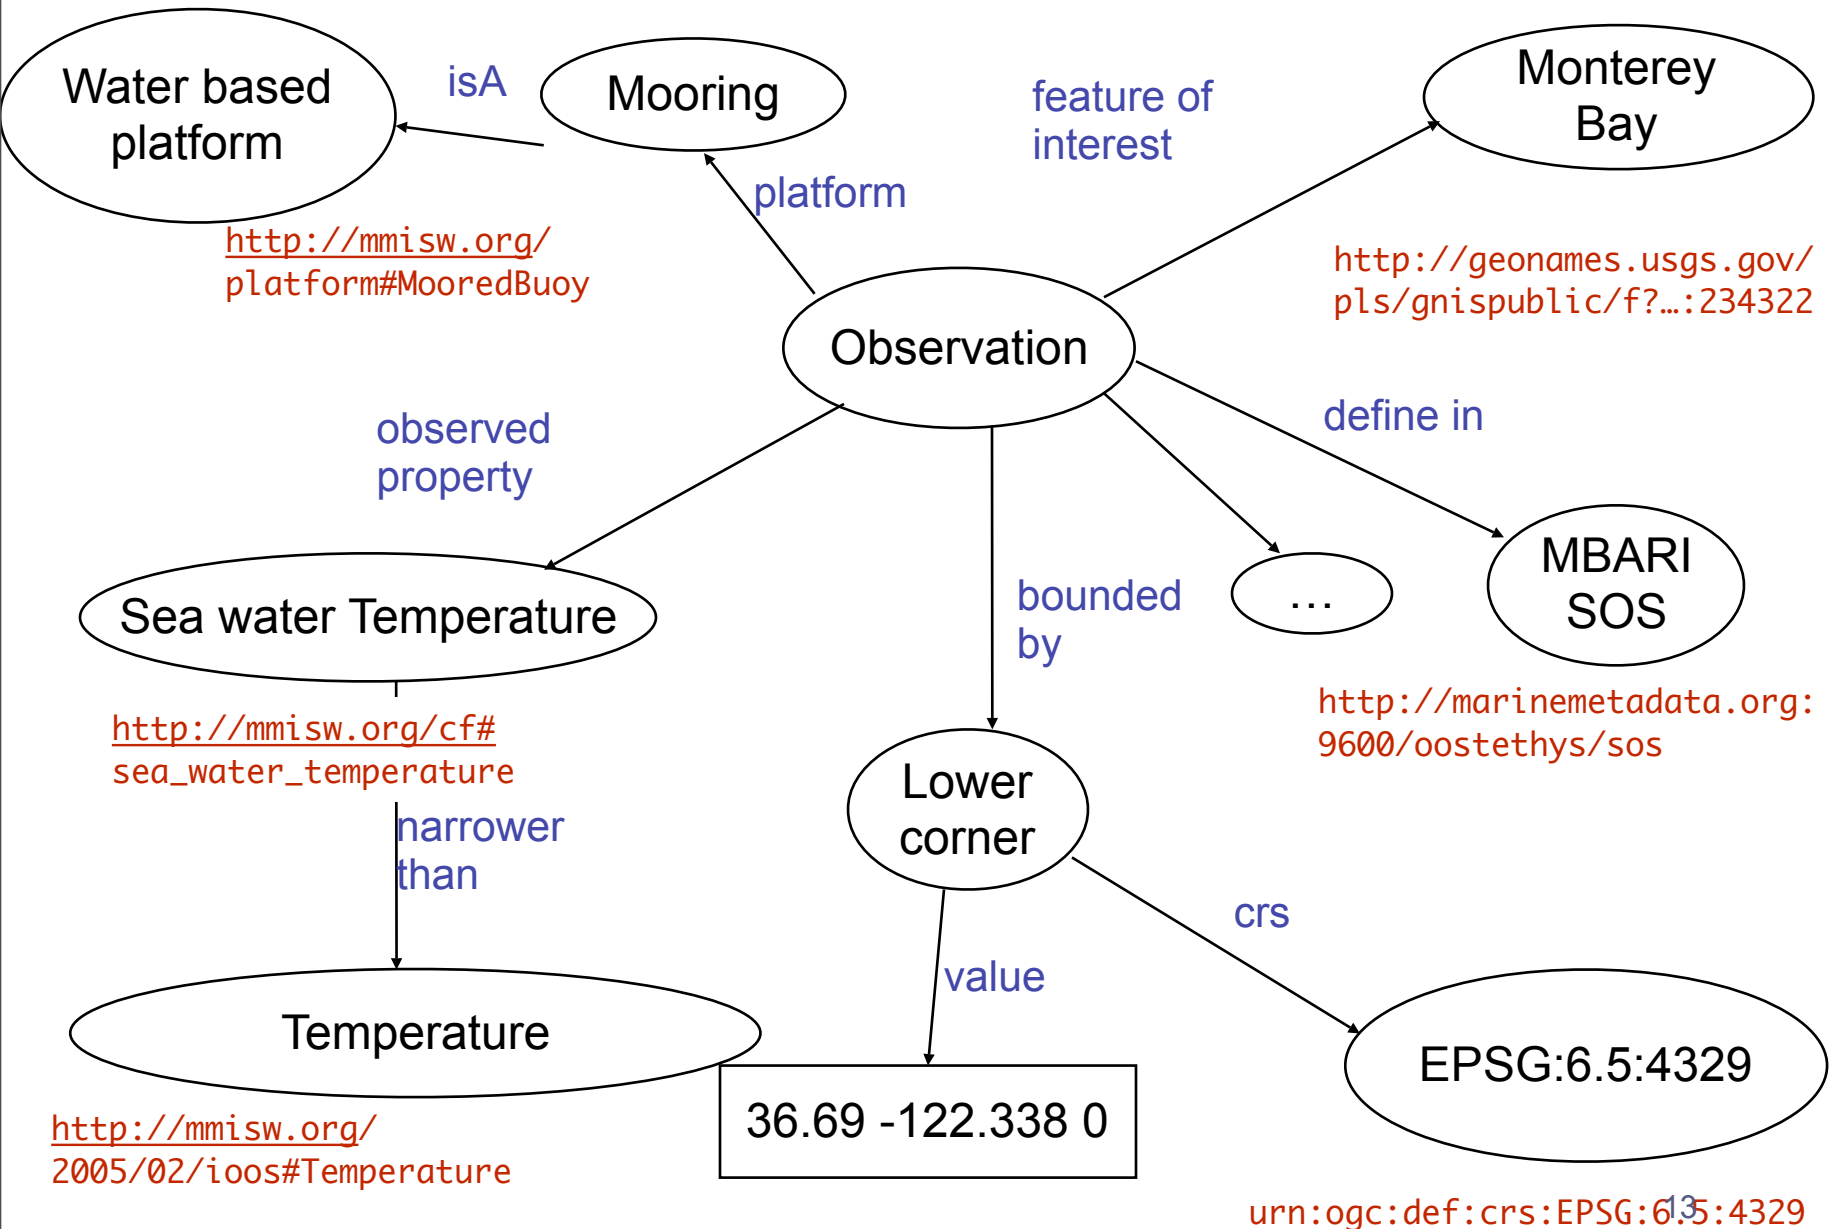 Water based
platform
isA
Mooring
feature of
interest
Monterey
Bay
platform
http://mmisw.org/
platform#MooredBuoy
http://geonames.usgs.gov/
pls/gnispublic/f?…:234322
Observation
observed
property
define in
Sea water Temperature
bounded
by
…
MBARI
SOS
http://mmisw.org/cf#
sea_water_temperature
http://marinemetadata.org:
9600/oostethys/sos
narrower
than
Lower
corner
crs
value
Temperature
EPSG:6.5:4329
36.69 -122.338 0
http://mmisw.org/
2005/02/ioos#Temperature
urn:ogc:def:crs:EPSG:6.5:4329
13